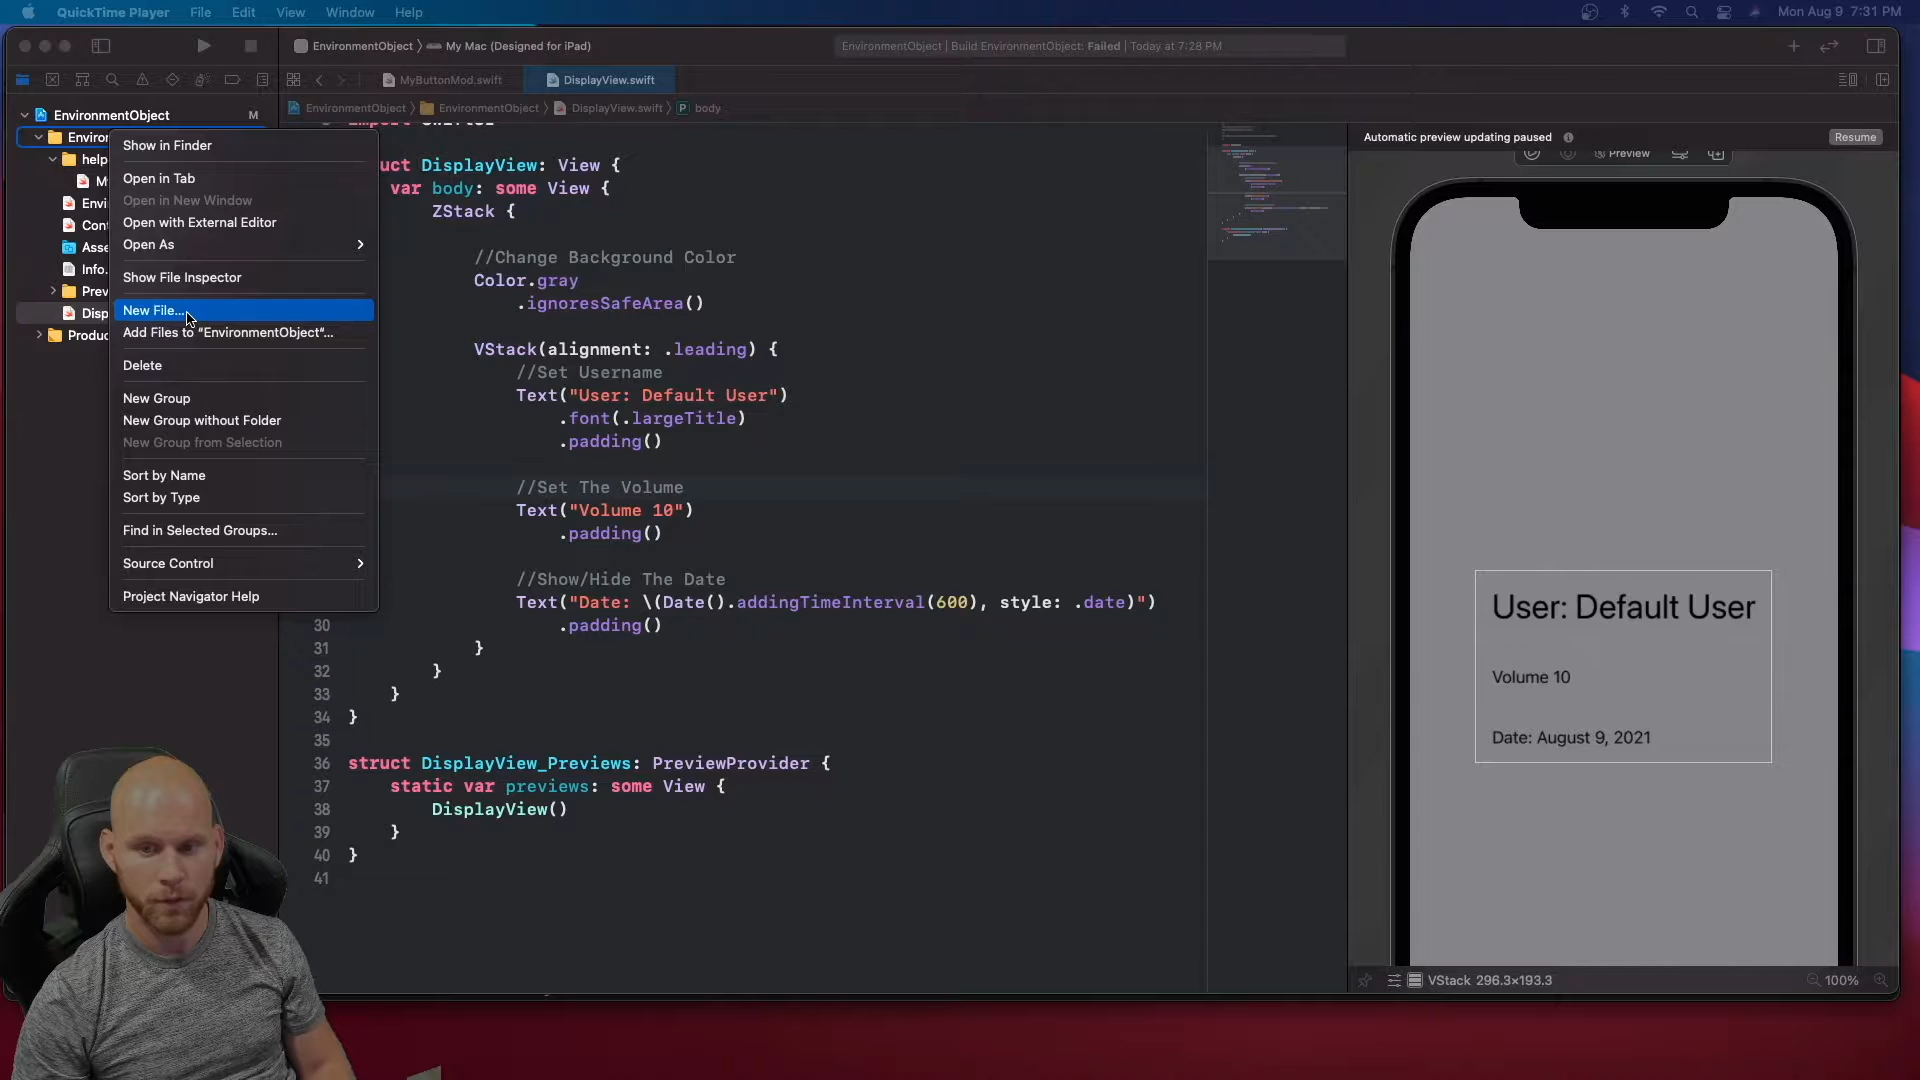 QuickTime Player File Edit View Window Help
Mon Aug 9 7:31 PM
EnvironmentObject 〉 My Mac (Designed for iPad)
EnvironmentObject | Build EnvironmentObject: Failed | Today at 7:28 PM
MyButtonMod.swift
DisplayView.swift
EnvironmentObject 〉 EnvironmentObject 〉 DisplayView.swift 〉 P body
EnvironmentObject M
Environ
help
M
Envi
Con
Asse
Info.
Prev
Disp
Produc
Show in Finder
Open in Tab
Open in New Window
Open with External Editor
Open As
Show File Inspector
New File...
Add Files to “EnvironmentObject“...
Delete
New Group
New Group without Folder
New Group from Selection
Sort by Name
Sort by Type
Find in Selected Groups...
Source Control
Project Navigator Help
uct DisplayView: View {
var body: some View {
ZStack {
//Change Background Color
Color.gray
.ignoresSafeArea()
VStack(alignment: .leading) {
//Set Username
Text("User: Default User")
.font(.largeTitle)
.padding()
//Set The Volume
Text("Volume 10")
.padding()
//Show/Hide The Date
Text("Date: \(Date().addingTimeInterval(600), style: .date)")
30 .padding()
31 }
32 }
33 }
34 }
35
36 struct DisplayView_Previews: PreviewProvider {
37 static var previews: some View {
38 DisplayView()
39 }
40 }
41
Automatic preview updating paused
Resume
Preview
User: Default User
Volume 10
Date: August 9, 2021
VStack 296.3×193.3
100%